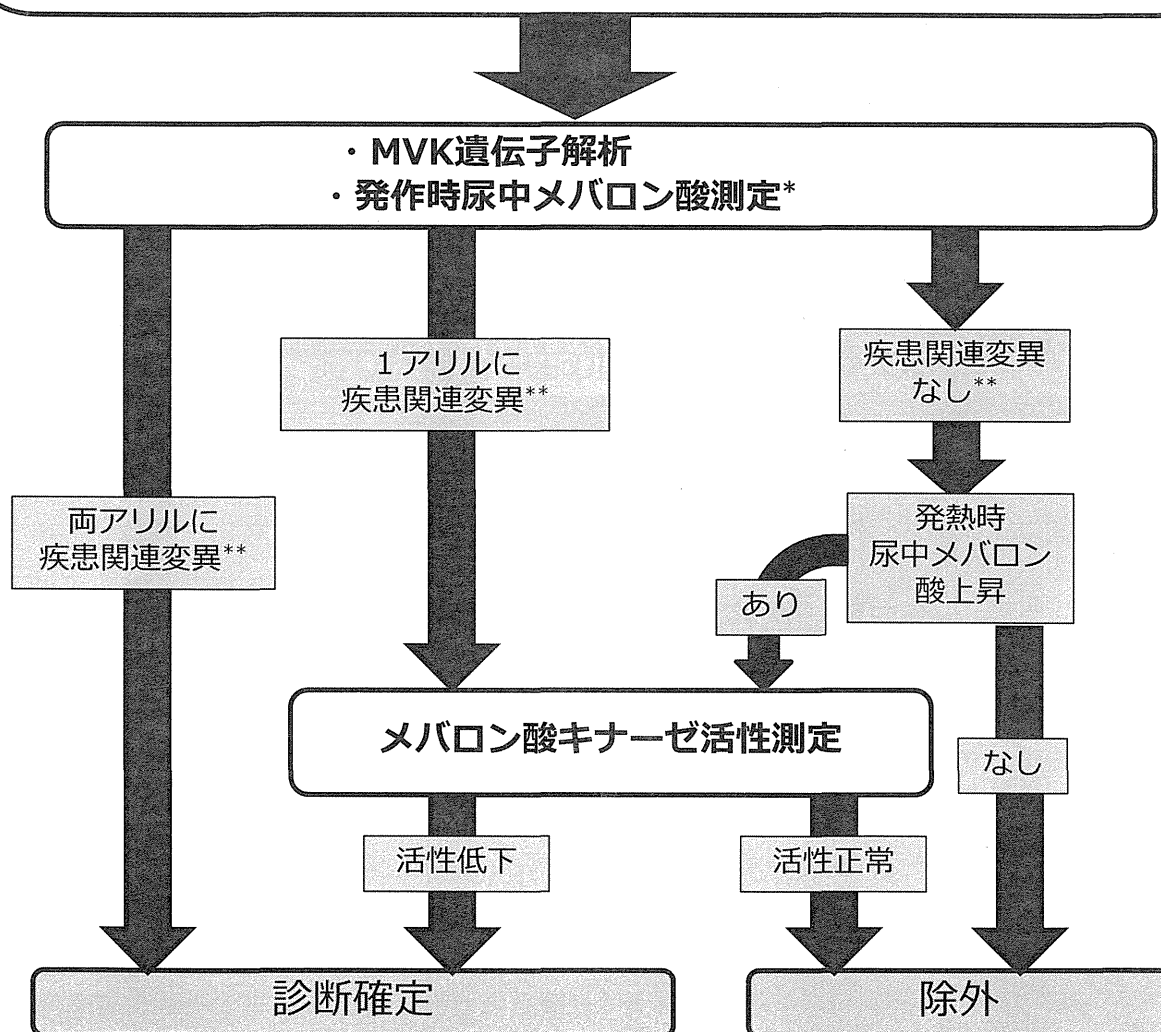 ・MVK遺伝子解析
・発作時尿中メバロン酸測定*
1アリルに
疾患関連変異**
疾患関連変異
なし**
両アリルに
疾患関連変異**
発熱時
尿中メバロン
酸上昇
あり
メバロン酸キナーゼ活性測定
なし
活性低下
活性正常
診断確定
除外